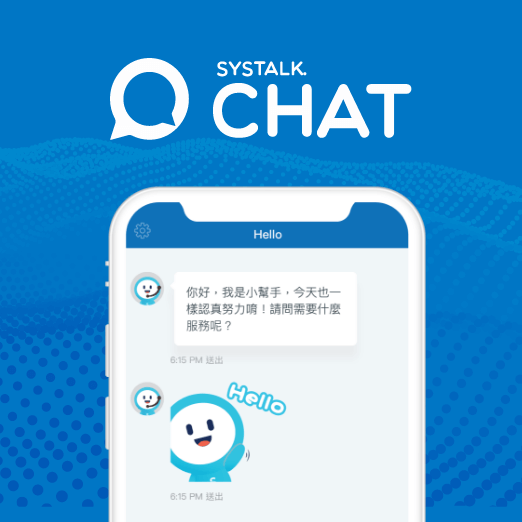 SYSTALK.
CHAT
Hello
你好，我是小幫手，今天也一
樣認真努力唷！請問需要什麼
服務呢？
6:15 PM 送出
Hello
6:15 PM 送出